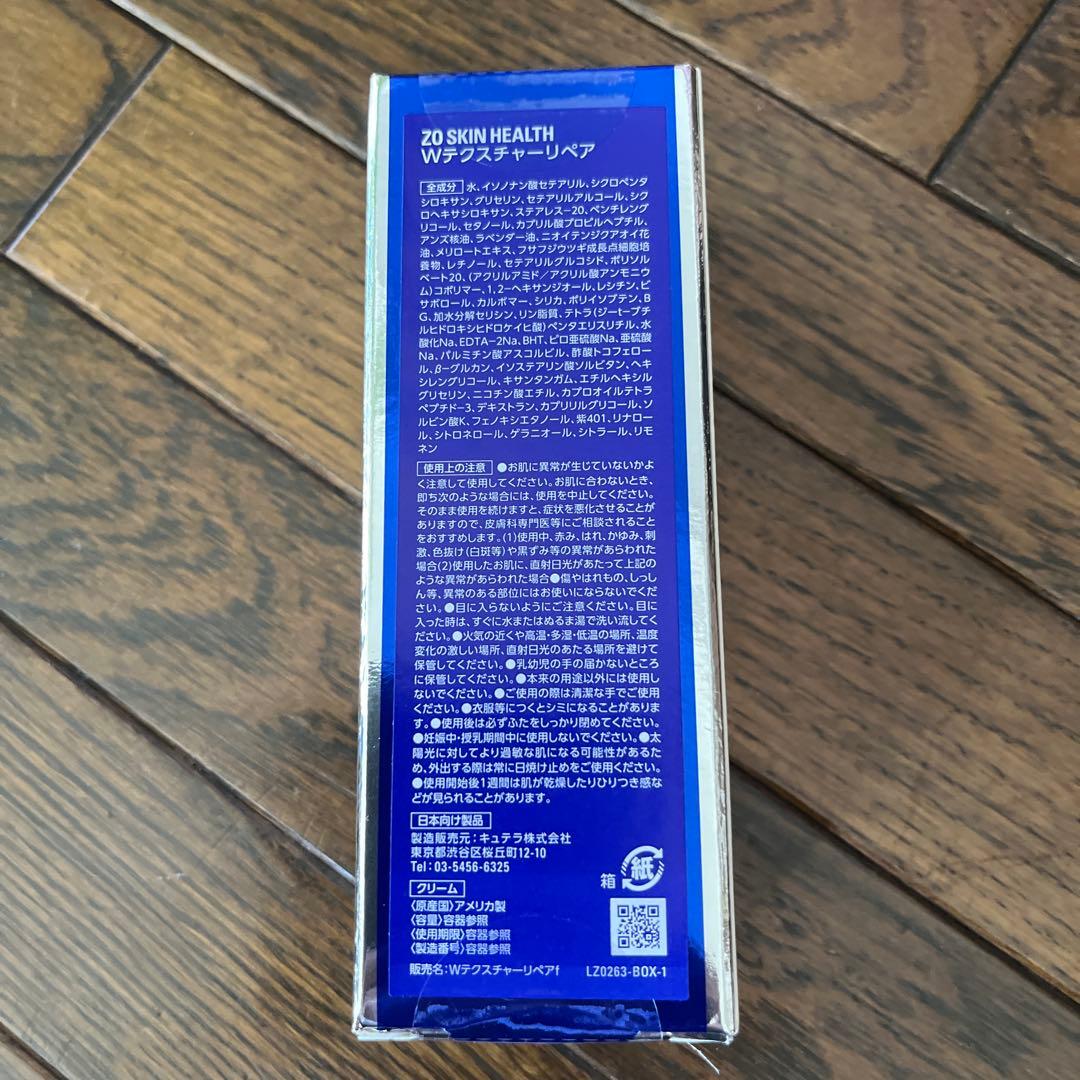 ZO SKIN HEALTH
Wテクスチャーリペア
全成分 水、イソノナン酸セテアリル、シクロペンタ
シロキサン、グリセリン、セテアリルアルコール、シク
ロヘキサシロキサン、ステアレス-20、ペンチレング
リコール、セタノール、カプリル酸プロピルヘプチル、
アンズ核油、ラベンダー油、ニオイテンジクアオイ花
油、メリロートエキス、フサフジウツギ成長点細胞培
養物、レチノール、セテアリルグルコシド、ポリソル
ベート20、(アクリルアミド/アクリル酸アンモニウ
ム)コポリマー、1,2-ヘキサンジオール、レシチン、ビ
サボロール、カルボマー、シリカ、ポリイソブテン、B
G、加水分解セリシン、リン脂質、テトラ(ジーt-ブチ
ルヒドロキシヒドロケイヒ酸)ペンタエリスリチル、水
酸化Na、EDTA-2Na、BHT、ピロ亜硫酸Na、亜硫酸
Na、パルミチン酸アスコルビル、酢酸トコフェロー
ル、β-グルカン、イソステアリン酸ソルビタン、ヘキ
シレングリコール、キサンタンガム、エチルヘキシル
グリセリン、ニコチン酸エチル、カプロオイルテトラ
ペプチド-3、デキストラン、カプリリルグリコール、ソ
ルビン酸K、フェノキシエタノール、紫401、リナロー
ル、シトロネロール、ゲラニオール、シトラール、リモ
ネン
使用上の注意 ●お肌に異常が生じていないかよ
く注意して使用してください。お肌に合わないとき、
即ち次のような場合には、使用を中止してください。
そのまま使用を続けますと、症状を悪化させることが
ありますので、皮膚科専門医等にご相談されること
をおすすめします。(1)使用中、赤み、はれ、かゆみ、刺
激、色抜け(白斑等)や黒ずみ等の異常があらわれた
場合(2)使用したお肌に、直射日光があたって上記の
ような異常があらわれた場合●傷やはれもの、しっし
ん等、異常のある部位にはお使いにならないでくだ
さい。●目に入らないようにご注意ください。目に
入った時は、すぐに水またはぬるま湯で洗い流してく
ださい。●火気の近くや高温・多湿・低温の場所、温度
変化の激しい場所、直射日光のあたる場所を避けて
保管してください。●乳幼児の手の届かないところ
に保管してください。●本来の用途以外には使用し
ないでください。●ご使用の際は清潔な手でご使用
ください。●衣服等につくとシミになることがありま
す。●使用後は必ずふたをしっかり閉めてください。
●妊娠中・授乳期間中に使用しないでください。●太
陽光に対してより過敏な肌になる可能性があるた
め、外出する際は常に日焼け止めをご使用ください。
●使用開始後1週間は肌が乾燥したりひりつき感な
どが見られることがあります。
日本向け製品
製造販売元:キュテラ株式会社
東京都渋谷区桜丘町12-10
Tel:03-5456-6325
箱 紙
クリーム
〈原産国〉アメリカ製
〈容量〉容器参照
〈使用期限〉容器参照
〈製造番号〉容器参照
販売名:Wテクスチャーリペアf LZ0263-BOX-1